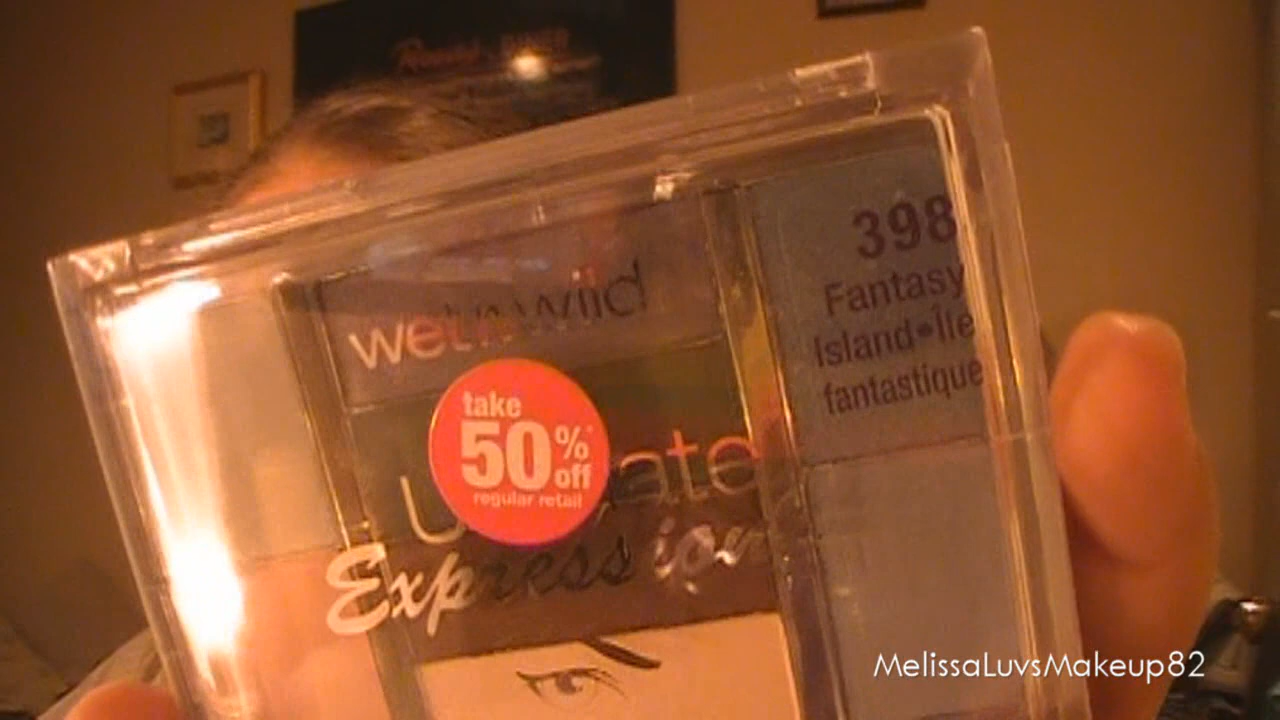 wet n wild
398
Fantasy
Island•Île
fantastique
take
50%*
off
regular retail
Expression
MelissaLuvsMakeup82